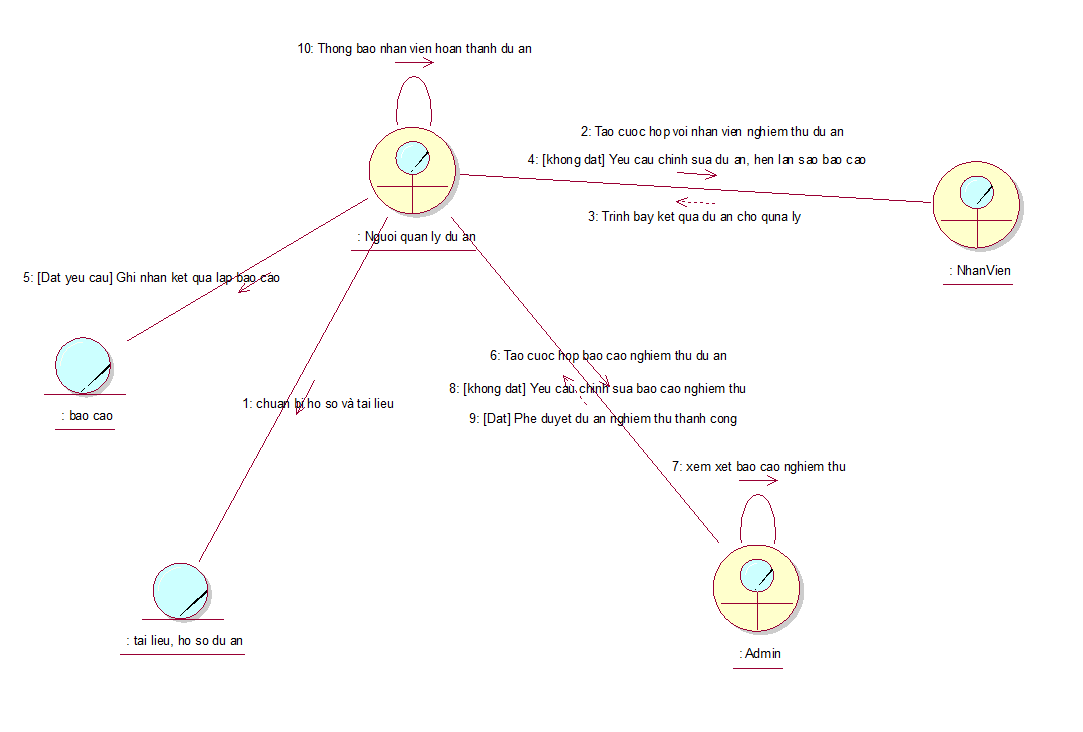 10: Thong bao nhan vien hoan thanh du an
2: Tao cuoc hop voi nhan vien nghiem thu du an
4: [khong dat] Yeu cau chinh sua du an, hen lan sao bao cao
3: Trinh bay ket qua du an cho quna ly
: Nguoi quan ly du an
: NhanVien
5: [Dat yeu cau] Ghi nhan ket qua lap bao cao
6: Tao cuoc hop bao cao nghiem thu du an
8: [khong dat] Yeu cau chinh sua bao cao nghiem thu
1: chuan bi ho so và tai lieu
: bao cao
9: [Dat] Phe duyet du an nghiem thu thanh cong
7: xem xet bao cao nghiem thu
: tai lieu, ho so du an
: Admin